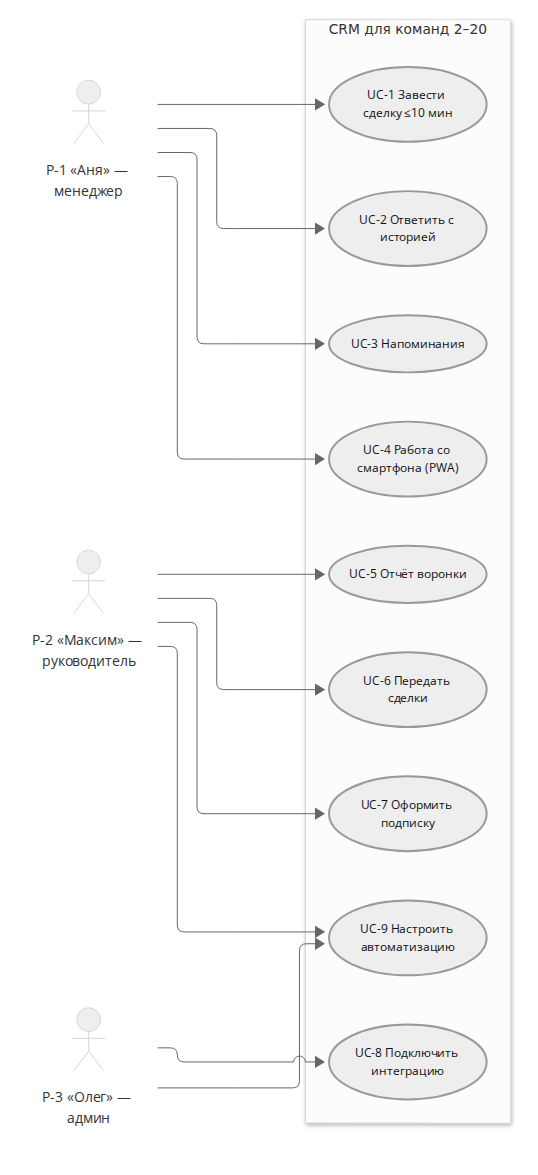 CRM для команд 2–20
UC-1 Завести
сделку ≤10 мин
P-1 «Аня» —
менеджер
UC-2 Ответить с
историей
UC-3 Напоминания
UC-4 Работа со
смартфона (PWA)
UC-5 Отчёт воронки
P-2 «Максим» —
руководитель
UC-6 Передать
сделки
UC-7 Оформить
подписку
UC-9 Настроить
автоматизацию
UC-8 Подключить
интеграцию
P-3 «Олег» —
админ